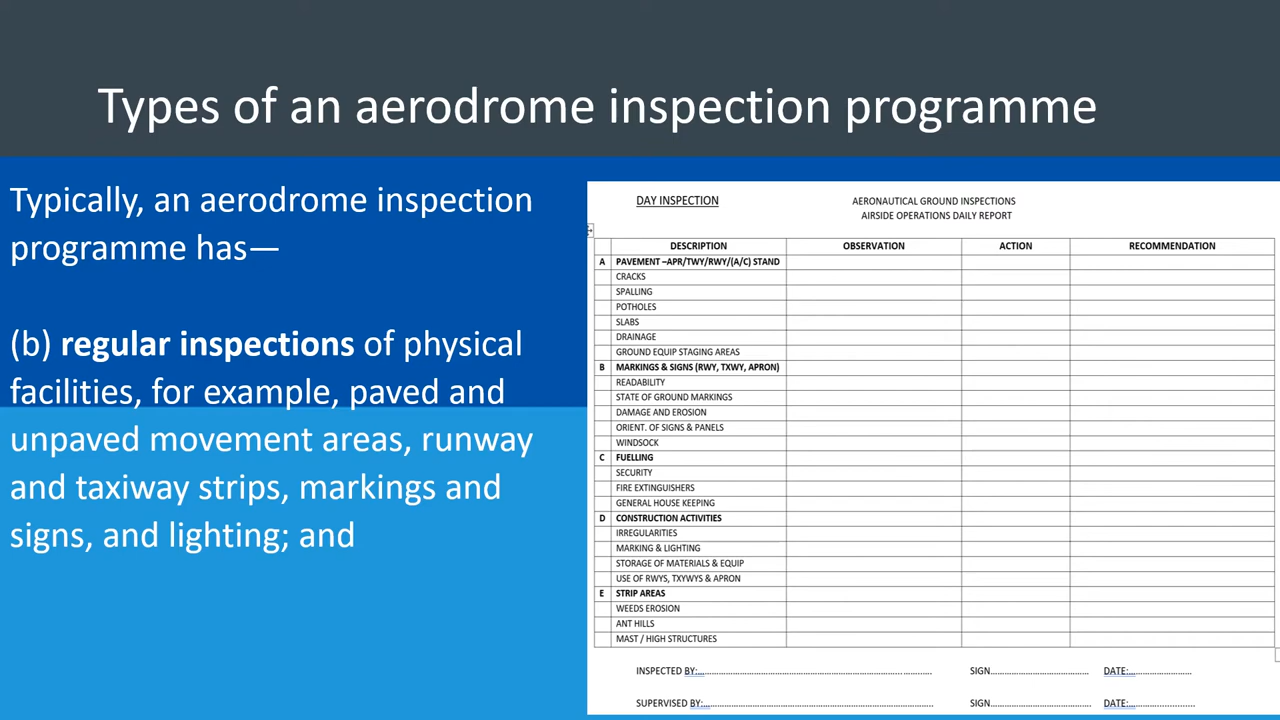 Types of an aerodrome inspection programme
Typically, an aerodrome inspection
programme has—
(b) regular inspections of physical
facilities, for example, paved and
unpaved movement areas, runway
and taxiway strips, markings and
signs, and lighting; and
DAY INSPECTION
AERONAUTICAL GROUND INSPECTIONS
AIRSIDE OPERATIONS DAILY REPORT
DESCRIPTION OBSERVATION ACTION RECOMMENDATION
A PAVEMENT –APR/TWY/RWY/(A/C) STAND
CRACKS
SPALLING
POTHOLES
SLABS
DRAINAGE
GROUND EQUIP STAGING AREAS
B MARKINGS & SIGNS (RWY, TXWY, APRON)
READABILITY
STATE OF GROUND MARKINGS
DAMAGE AND EROSION
ORIENT. OF SIGNS & PANELS
WINDSOCK
C FUELLING
SECURITY
FIRE EXTINGUISHERS
GENERAL HOUSE KEEPING
D CONSTRUCTION ACTIVITIES
IRREGULARITIES
MARKING & LIGHTING
STORAGE OF MATERIALS & EQUIP
USE OF RWYS, TXYWYS & APRON
E STRIP AREAS
WEEDS EROSION
ANT HILLS
MAST / HIGH STRUCTURES
INSPECTED BY:………………………………………………………… SIGN…………………………… DATE:…………………
SUPERVISED BY:………………………………………………………… SIGN…………………………… DATE:…………………